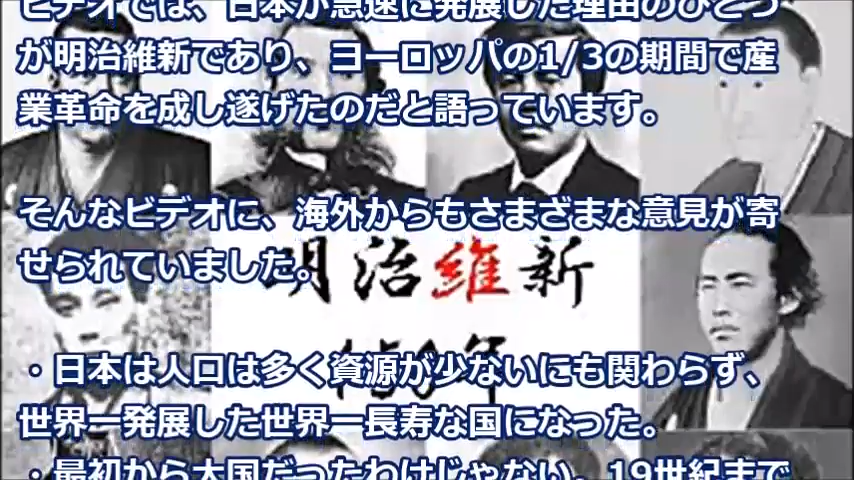 ビデオでは、日本が急速に発展した理由のひとつ
が明治維新であり、ヨーロッパの1/3の期間で産
業革命を成し遂げたのだと語っています。
そんなビデオに、海外からもさまざまな意見が寄
せられていました。
明治維新
150年
・日本は人口は多く資源が少ないにも関わらず、
世界一発展した世界一長寿な国になった。
・最初から大国だったわけじゃない。19世紀まで